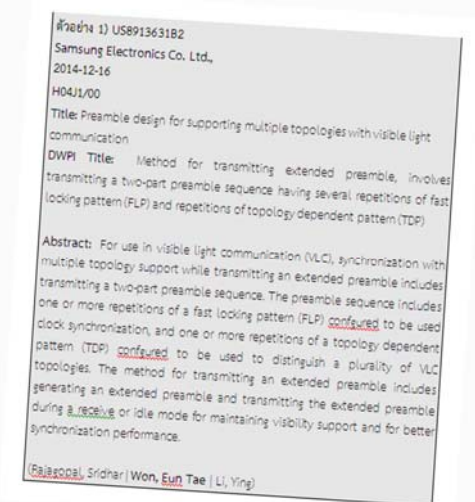 ตัวอย่าง 1) US8913631B2
Samsung Electronics Co. Ltd.,
2014-12-16
H04J1/00
Title: Preamble design for supporting multiple topologies with visible light
communication
DWPI Title: Method for transmitting extended preamble, involves
transmitting a two-part preamble sequence having several repetitions of fast
locking pattern (FLP) and repetitions of topology dependent pattern (TDP)
Abstract: For use in visible light communication (VLC), synchronization with
multiple topology support while transmitting an extended preamble includes
transmitting a two-part preamble sequence. The preamble sequence includes
one or more repetitions of a fast locking pattern (FLP) confgured to be used
clock synchronization, and one or more repetitions of a topology dependent
pattern (TDP) confgured to be used to distinguish a plurality of VLC
topologies. The method for transmitting an extended preamble includes
generating an extended preamble and transmitting the extended preamble
during a receive or idle mode for maintaining visibility support and for better
synchronization performance.
(Rajagopal, Sridhar | Won, Eun Tae | Li, Ying)